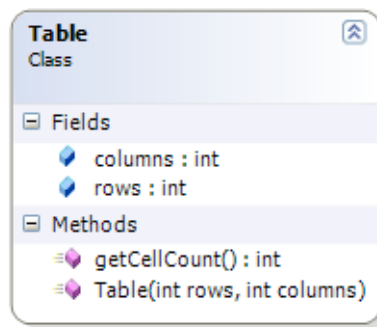 Table
Class
Fields
columns : int
rows : int
Methods
getCellCount() : int
Table(int rows, int columns)